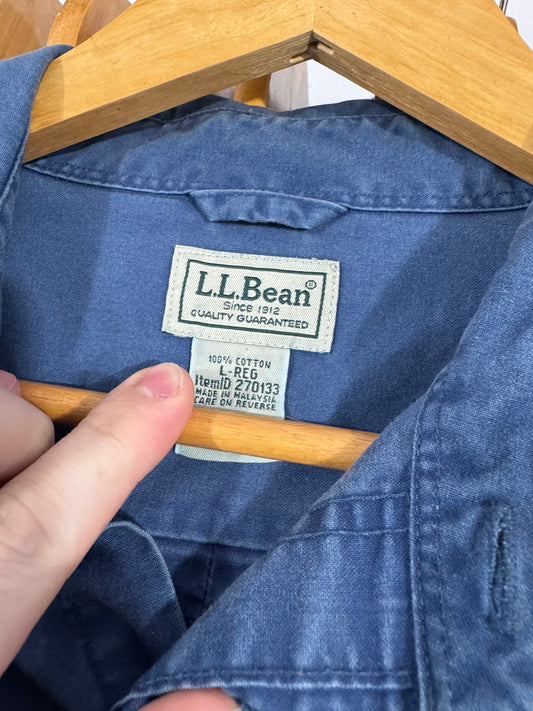 L.L.Bean®
Since 1912
QUALITY GUARANTEED
100% COTTON
L-REG
ItemID 270133
MADE IN MALAYSIA
CARE ON REVERSE